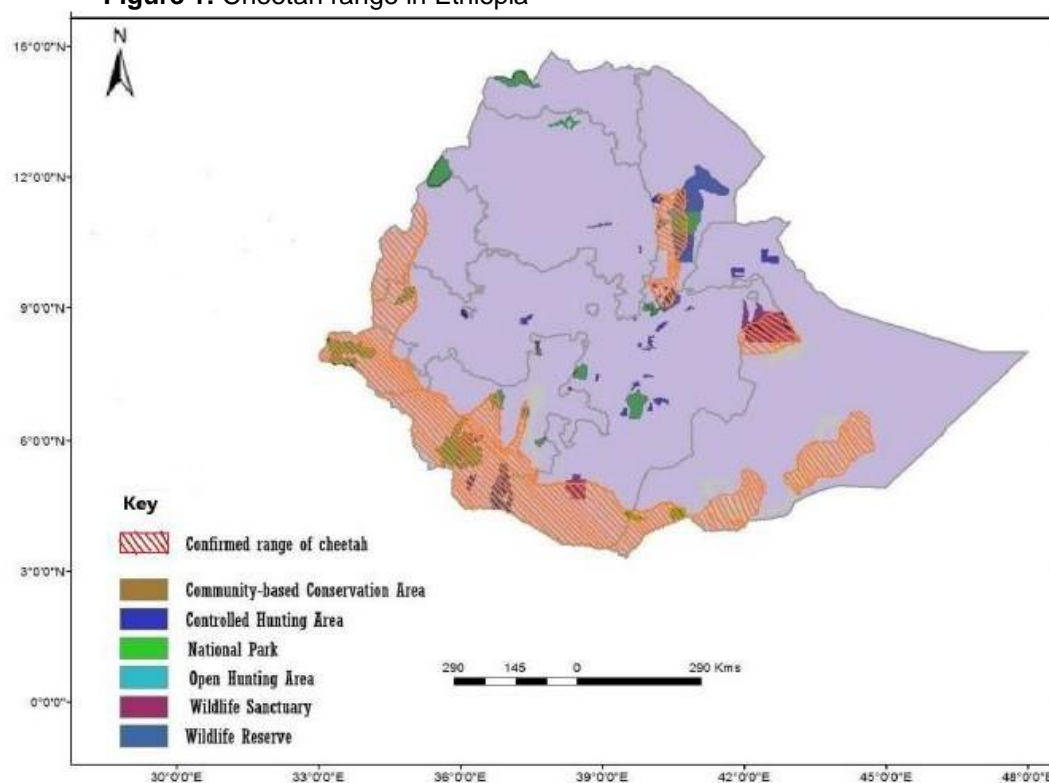 Figure 1: Cheetah range in Ethiopia
N
15°0'0"N
12°0'0"N
9°0'0"N
6°0'0"N
3°0'0"N
0°0'0"
Key
Confirmed range of cheetah
Community-based Conservation Area
Controlled Hunting Area
National Park
Open Hunting Area
Wildlife Sanctuary
Wildlife Reserve
290 145 0 290 Kms
30°0'0"E 33°0'0"E 36°0'0"E 39°0'0"E 42°0'0"E 45°0'0"E 48°0'0"